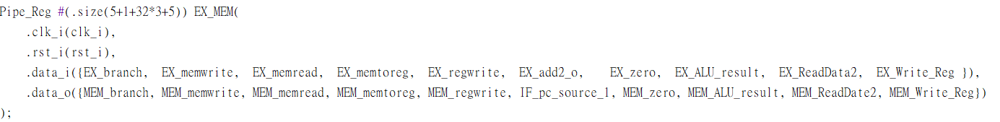 Pipe_Reg #(.size(5+1+32*3+5)) EX_MEM(
    .clk_i(clk_i),
    .rst_i(rst_i),
    .data_i({EX_branch,  EX_memwrite,  EX_memread,  EX_memtoreg,  EX_regwrite,  EX_add2_o,    EX_zero,  EX_ALU_result,  EX_ReadData2,  EX_Write_Reg }),
    .data_o({MEM_branch, MEM_memwrite, MEM_memread, MEM_memtoreg, MEM_regwrite, IF_pc_source_1, MEM_zero, MEM_ALU_result, MEM_ReadDate2, MEM_Write_Reg})
);